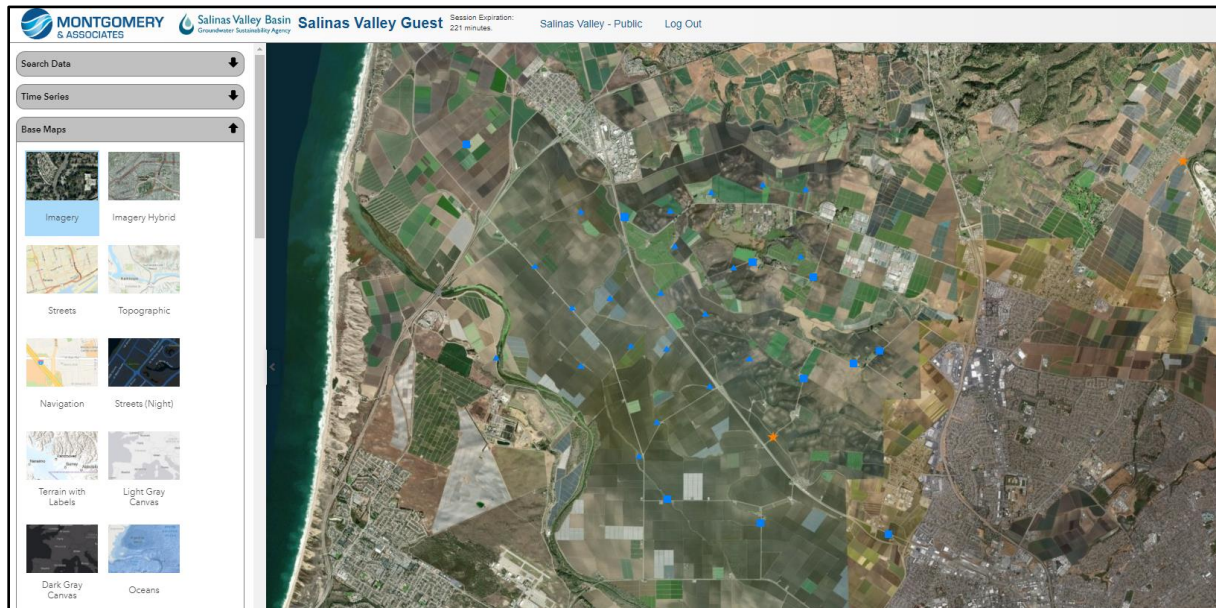 MONTGOMERY
& ASSOCIATES
Salinas Valley Basin
Groundwater Sustainability Agency
Salinas Valley Guest
Session Expiration:
221 minutes.
Salinas Valley - Public
Log Out
Search Data
Time Series
Base Maps
Imagery
Imagery Hybrid
Streets
Topographic
Navigation
Streets (Night)
Terrain with
Labels
Light Gray
Canvas
Dark Gray
Canvas
Oceans